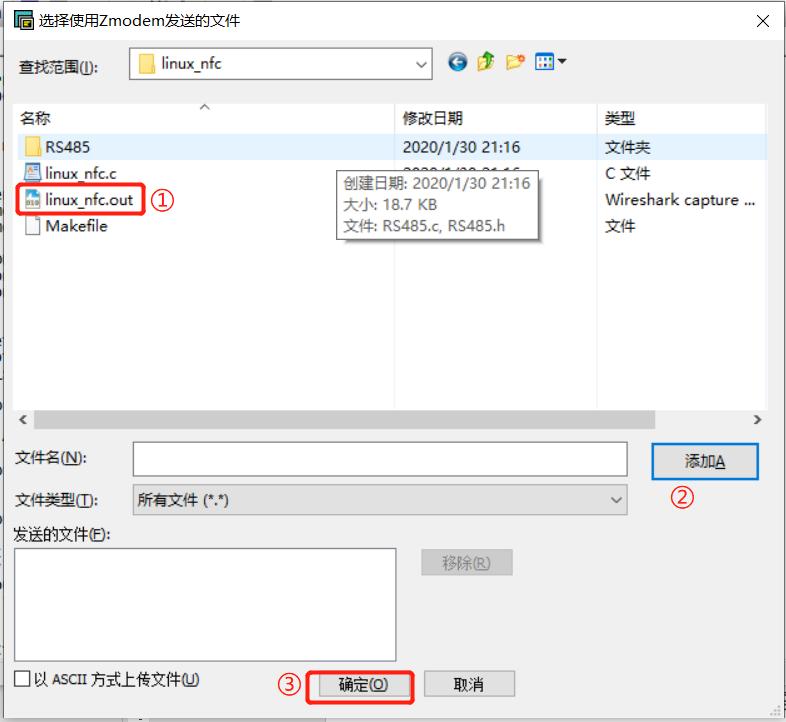 选择使用Zmodem发送的文件
查找范围(I): linux_nfc
名称 修改日期 类型
RS485 2020/1/30 21:16 文件夹
linux_nfc.c C 文件
linux_nfc.out ① Wireshark capture ...
Makefile 文件
创建日期: 2020/1/30 21:16
大小: 18.7 KB
文件: RS485.c, RS485.h
文件名(N): 添加A
②
文件类型(T): 所有文件 (*.*)
发送的文件(F):
移除(R)
以 ASCII 方式上传文件(U)
③ 确定(O) 取消